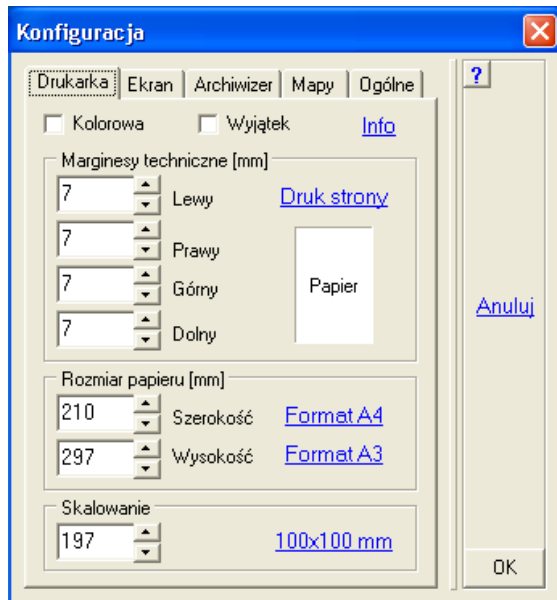 Konfiguracja
Drukarka Ekran Archiwizer Mapy Ogólne ?
Kolorowa Wyjątek Info
Marginesy techniczne [mm]
7 Lewy Druk strony
7 Prawy
7 Górny Papier Anuluj
7 Dolny
Rozmiar papieru [mm]
210 Szerokość Format A4
297 Wysokość Format A3
Skalowanie
197 100x100 mm
OK